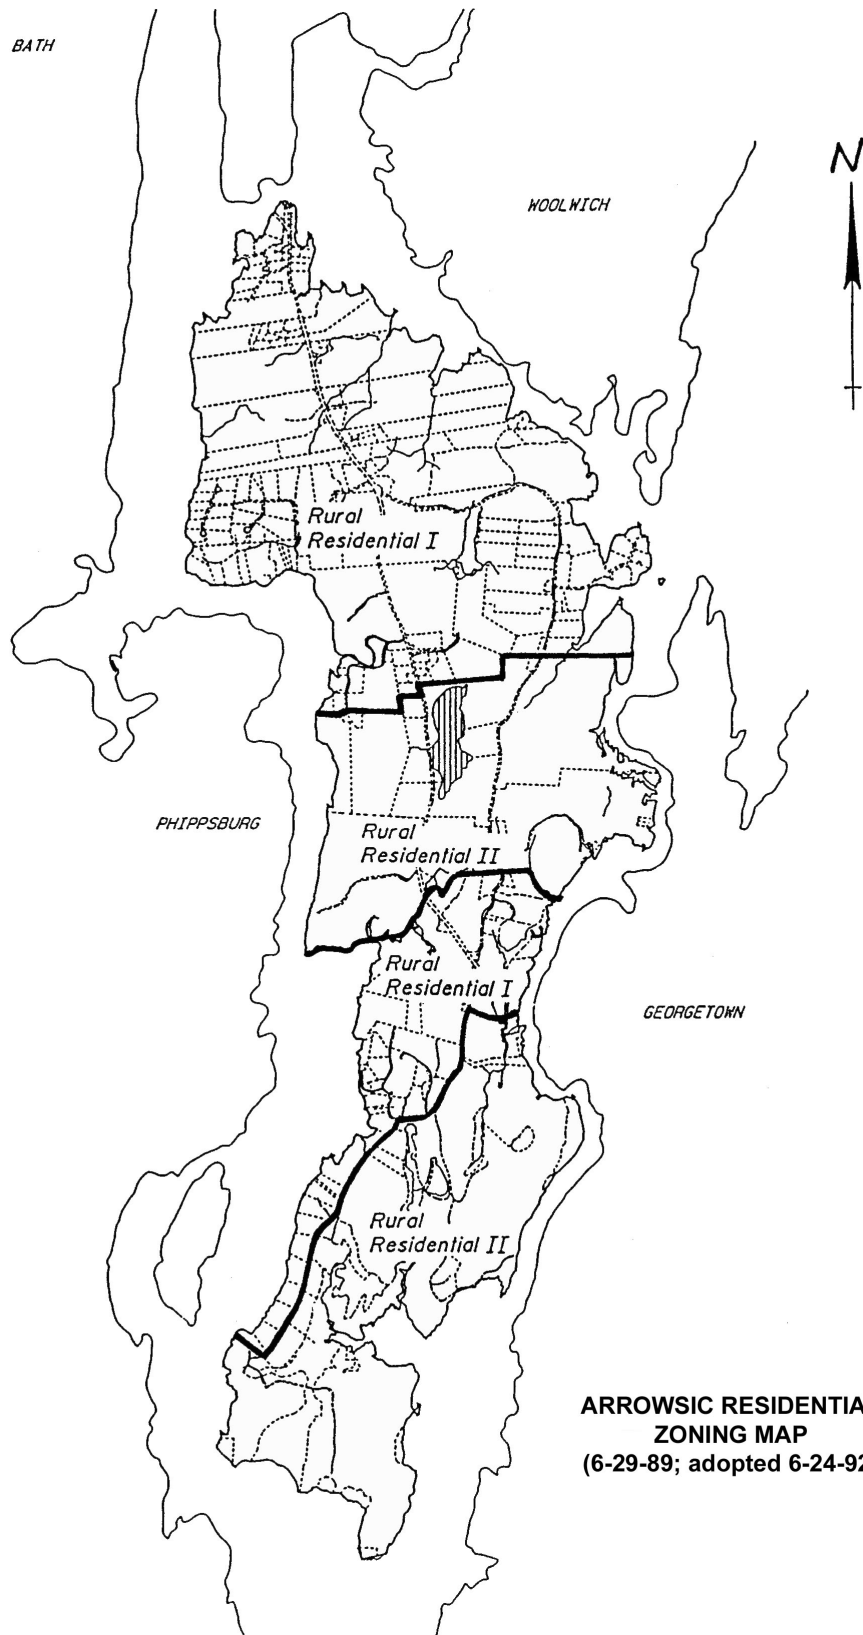 BATH
N
WOOLWICH
Rural
Residential I
PHIPPSBURG
Rural
Residential II
Rural
Residential I
GEORGETOWN
Rural
Residential II
ARROWSIC RESIDENTIA
ZONING MAP
(6-29-89; adopted 6-24-92